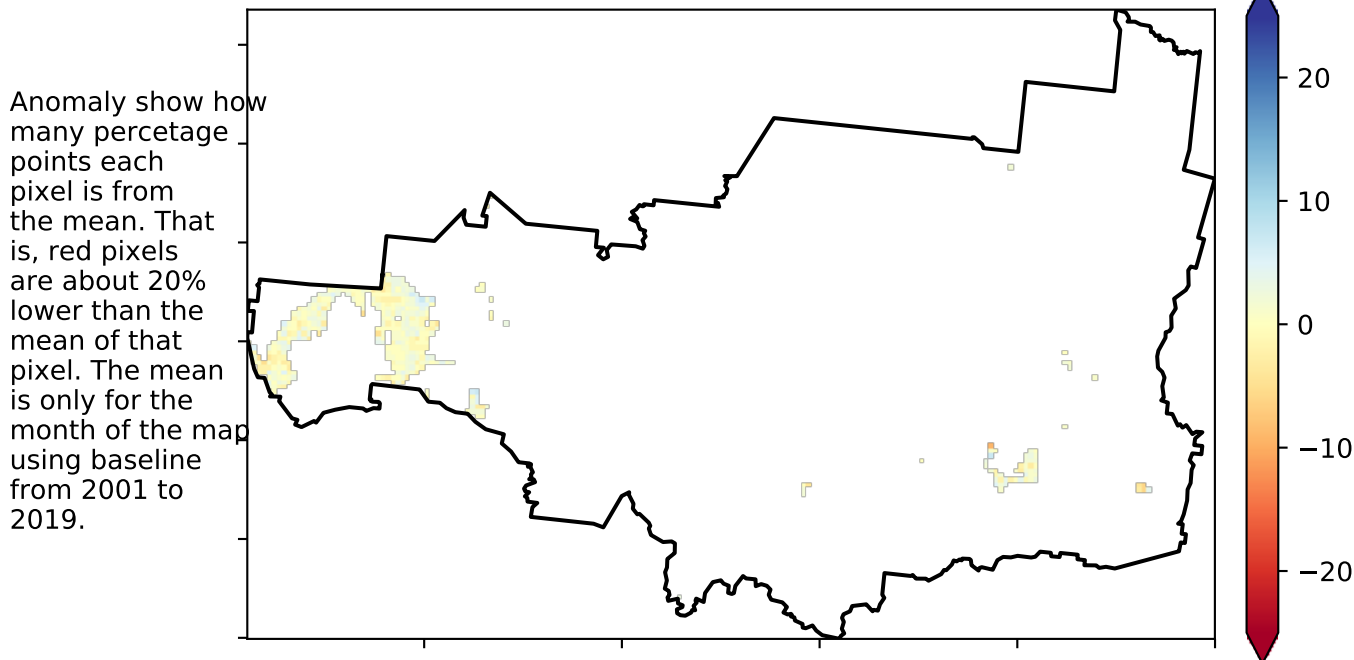 Anomaly show how
many percetage
points each
pixel is from
the mean. That
is, red pixels
are about 20%
lower than the
mean of that
pixel. The mean
is only for the
month of the map
using baseline
from 2001 to
2019.
20
10
0
−10
−20